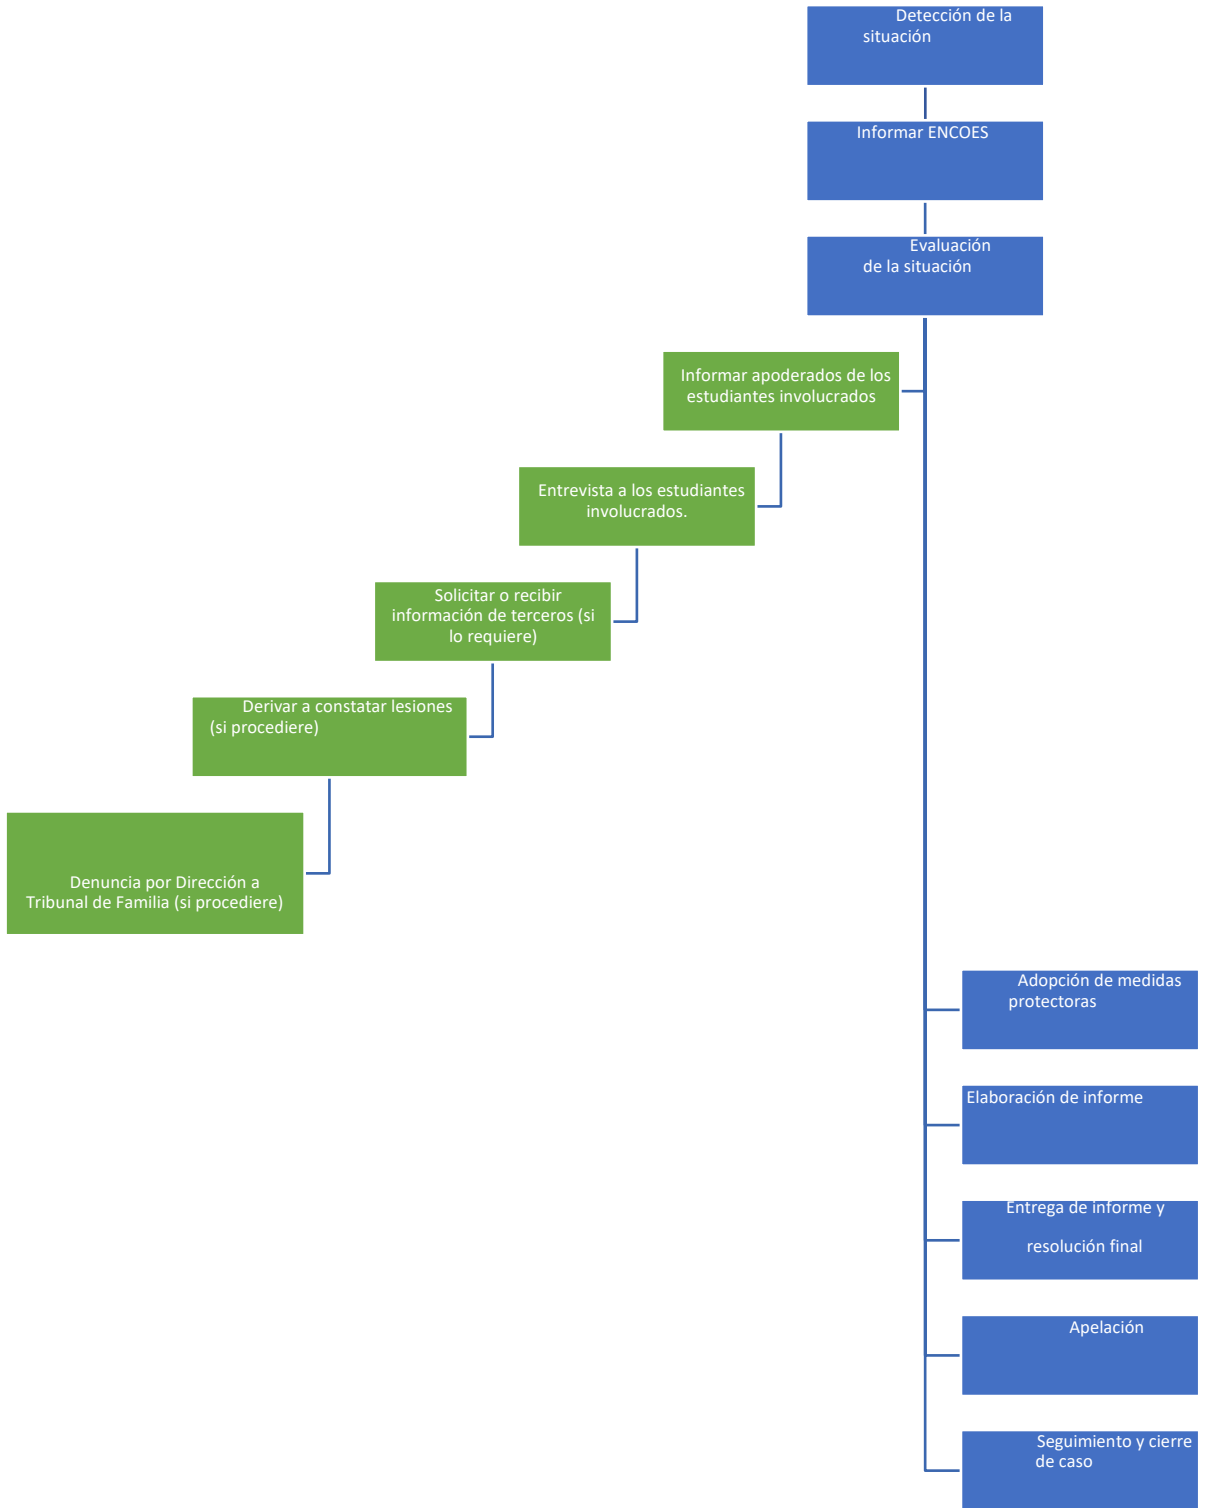 Detección de la
situación
Informar ENCOES
Evaluación
de la situación
Informar apoderados de los
estudiantes involucrados
Entrevista a los estudiantes
involucrados.
Solicitar o recibir
información de terceros (si
lo requiere)
Derivar a constatar lesiones
(si procediere)
Denuncia por Dirección a
Tribunal de Familia (si procediere)
Adopción de medidas
protectoras
Elaboración de informe
Entrega de informe y
resolución final
Apelación
Seguimiento y cierre
de caso